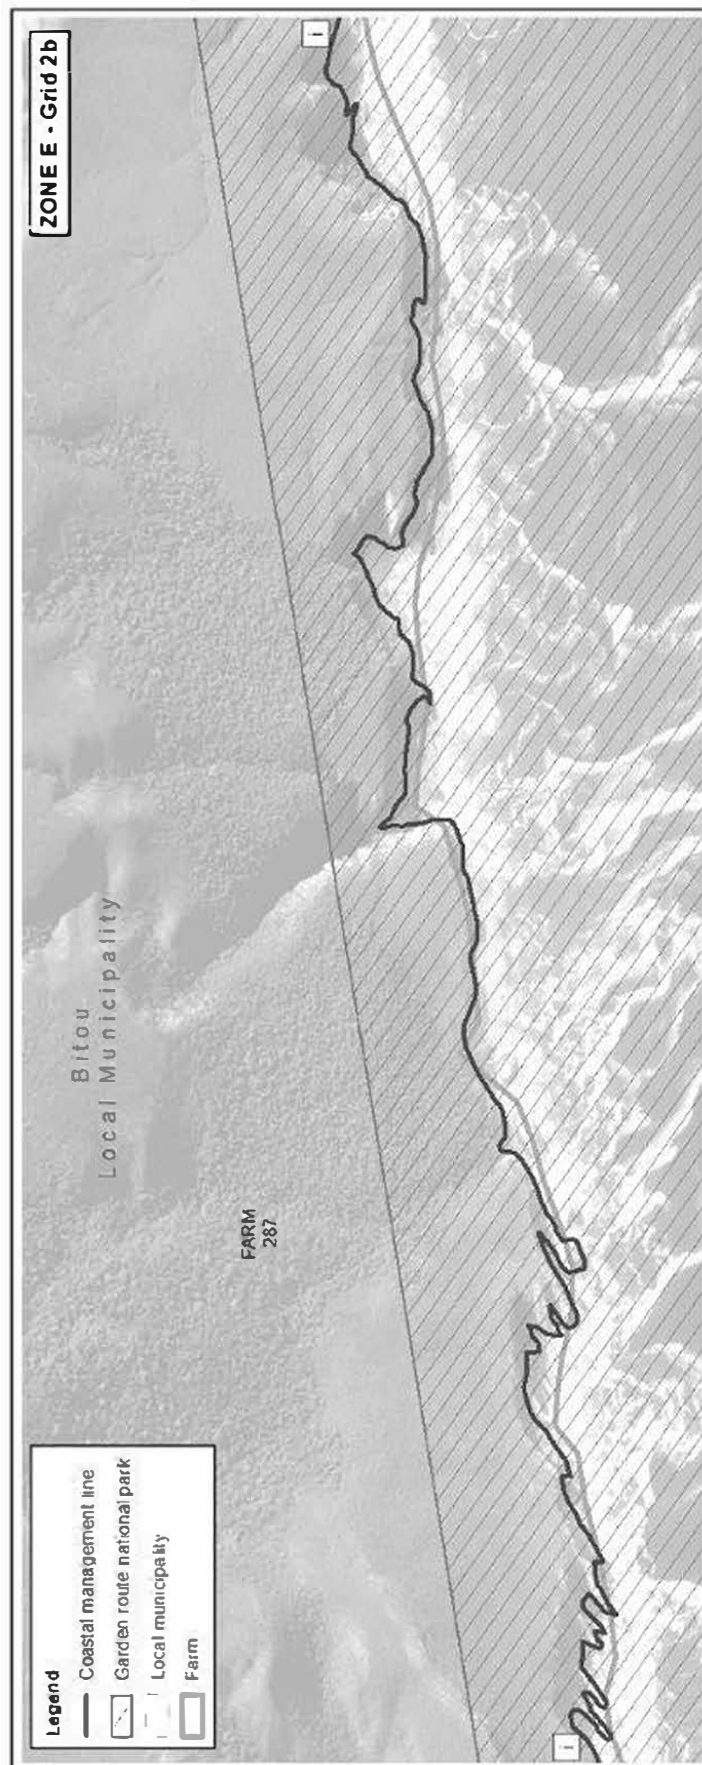 ZONE E - Grid 2b
i
Bitou
Local Municipality
FARM
287
Legend
Coastal management line
Garden route national park
Local municipality
Farm
i